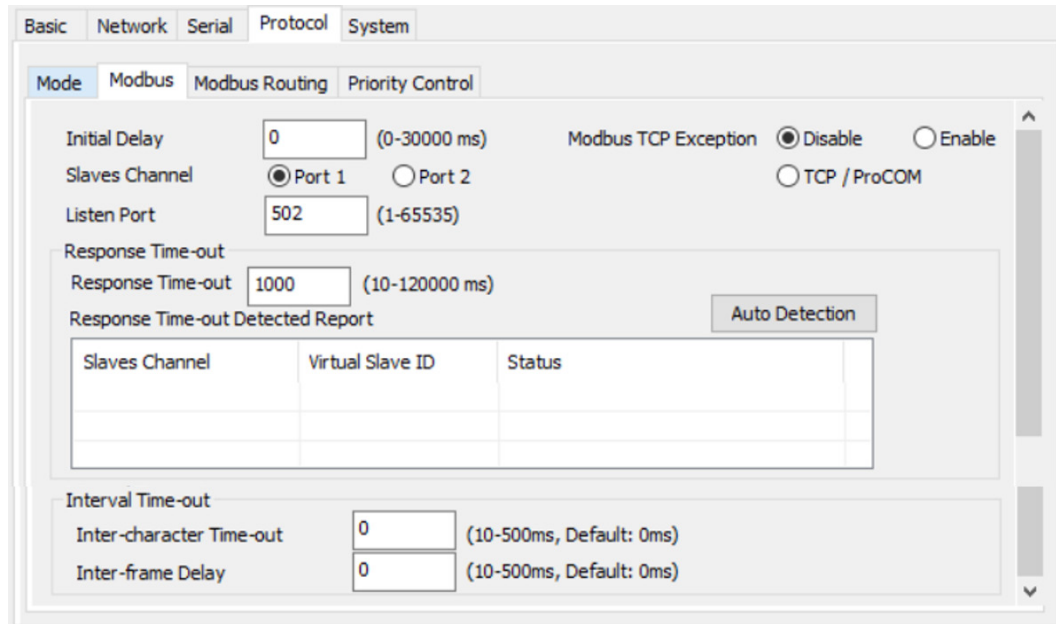 Basic Network Serial Protocol System
Mode Modbus Modbus Routing Priority Control
Initial Delay 0 (0-30000 ms) Modbus TCP Exception Disable Enable
Slaves Channel Port 1 Port 2 TCP / ProCOM
Listen Port 502 (1-65535)
Response Time-out
Response Time-out 1000 (10-120000 ms)
Auto Detection
Response Time-out Detected Report
Slaves Channel Virtual Slave ID Status
Interval Time-out
Inter-character Time-out 0 (10-500ms, Default: 0ms)
Inter-frame Delay 0 (10-500ms, Default: 0ms)